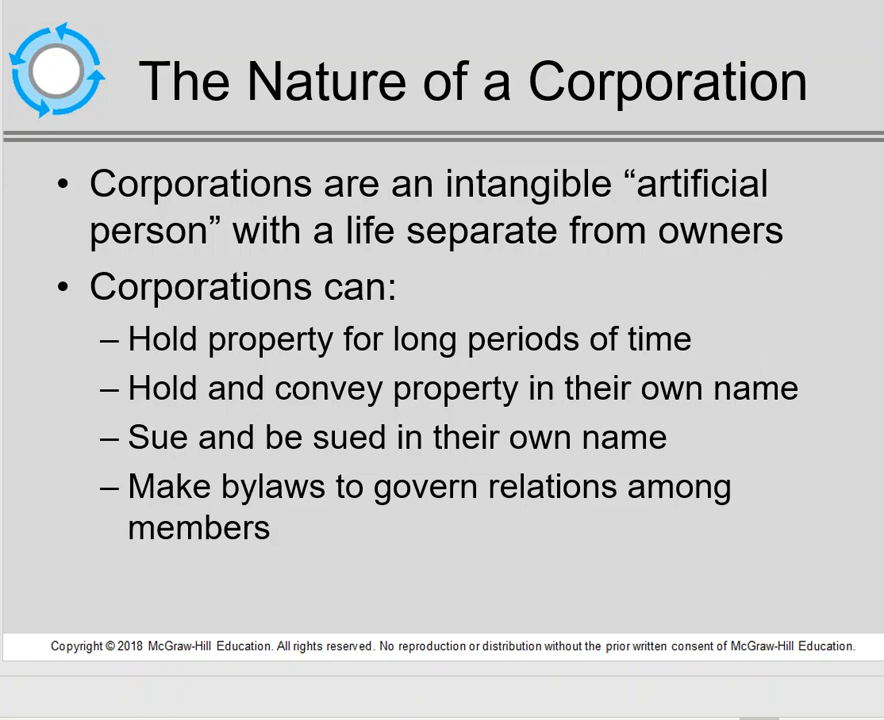 The Nature of a Corporation
• Corporations are an intangible “artificial
person” with a life separate from owners
• Corporations can:
– Hold property for long periods of time
– Hold and convey property in their own name
– Sue and be sued in their own name
– Make bylaws to govern relations among
members
Copyright © 2018 McGraw-Hill Education. All rights reserved. No reproduction or distribution without the prior written consent of McGraw-Hill Education.